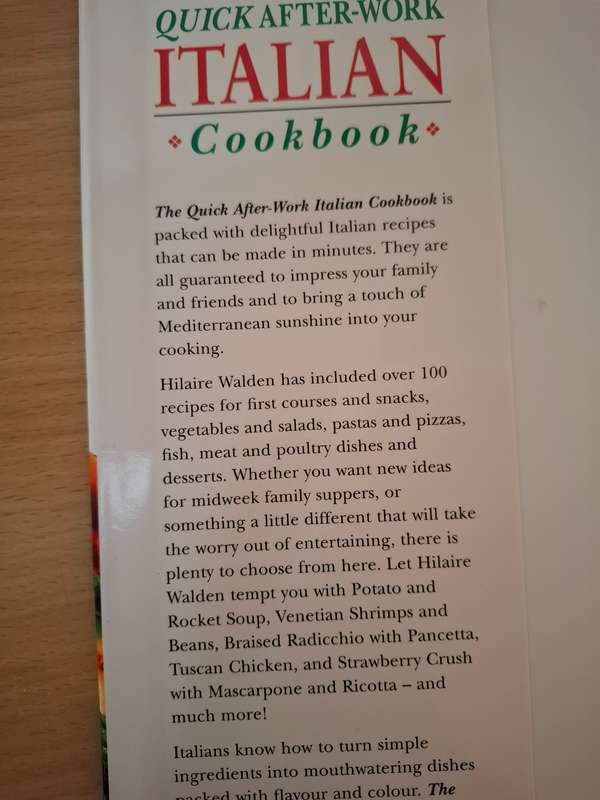 QUICK AFTER-WORK
ITALIAN
Cookbook
The Quick After-Work Italian Cookbook is
packed with delightful Italian recipes
that can be made in minutes. They are
all guaranteed to impress your family
and friends and to bring a touch of
Mediterranean sunshine into your
cooking.
Hilaire Walden has included over 100
recipes for first courses and snacks,
vegetables and salads, pastas and pizzas,
fish, meat and poultry dishes and
desserts. Whether you want new ideas
for midweek family suppers, or
something a little different that will take
the worry out of entertaining, there is
plenty to choose from here. Let Hilaire
Walden tempt you with Potato and
Rocket Soup, Venetian Shrimps and
Beans, Braised Radicchio with Pancetta,
Tuscan Chicken, and Strawberry Crush
with Mascarpone and Ricotta – and
much more!
Italians know how to turn simple
ingredients into mouthwatering dishes
packed with flavour and colour. The